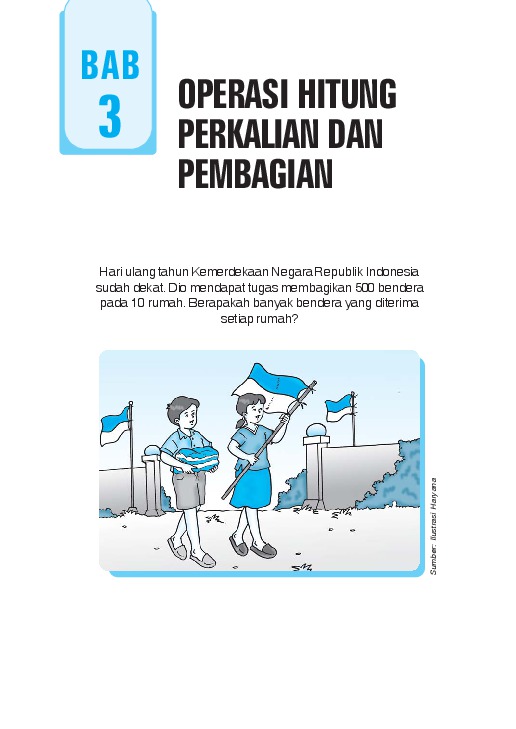 BAB
3
OPERASI HITUNG
PERKALIAN DAN
PEMBAGIAN
Hari ulang tahun Kemerdekaan Negara Republik Indonesia
sudah dekat. Dio mendapat tugas membagikan 500 bendera
pada 10 rumah. Berapakah banyak bendera yang diterima
setiap rumah?
Sumber: Ilustrasi Haryana